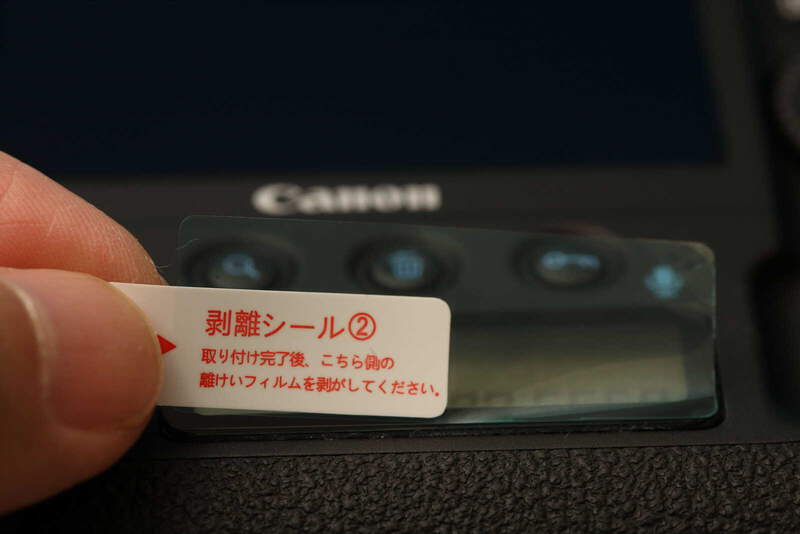 Canon
剥離シール②
取り付け完了後、こちら側の
離けいフィルムを剥がしてください。